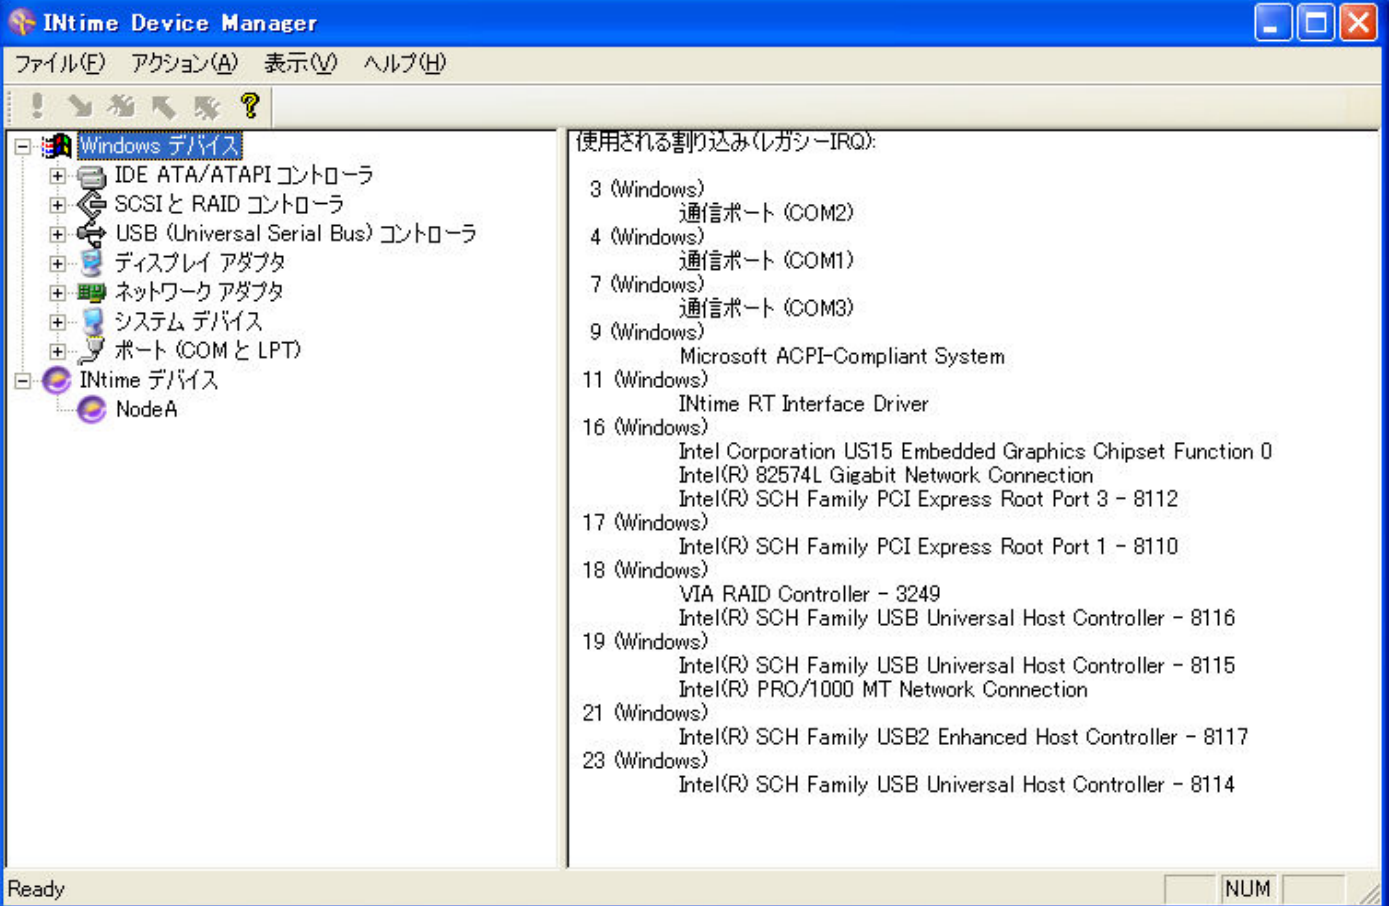 INtime Device Manager
ファイル(F) アクション(A) 表示(V) ヘルプ(H)
Windows デバイス
IDE ATA/ATAPI コントローラ
SCSI と RAID コントローラ
USB (Universal Serial Bus) コントローラ
ディスプレイ アダプタ
ネットワーク アダプタ
システム デバイス
ポート (COM と LPT)
INtime デバイス
NodeA
使用される割り込み(レガシーIRQ):
3 (Windows)
通信ポート (COM2)
4 (Windows)
通信ポート (COM1)
7 (Windows)
通信ポート (COM3)
9 (Windows)
Microsoft ACPI-Compliant System
11 (Windows)
INtime RT Interface Driver
16 (Windows)
Intel Corporation US15 Embedded Graphics Chipset Function 0
Intel(R) 82574L Gigabit Network Connection
Intel(R) SCH Family PCI Express Root Port 3 - 8112
17 (Windows)
Intel(R) SCH Family PCI Express Root Port 1 - 8110
18 (Windows)
VIA RAID Controller - 3249
Intel(R) SCH Family USB Universal Host Controller - 8116
19 (Windows)
Intel(R) SCH Family USB Universal Host Controller - 8115
Intel(R) PRO/1000 MT Network Connection
21 (Windows)
Intel(R) SCH Family USB2 Enhanced Host Controller - 8117
23 (Windows)
Intel(R) SCH Family USB Universal Host Controller - 8114
Ready
NUM